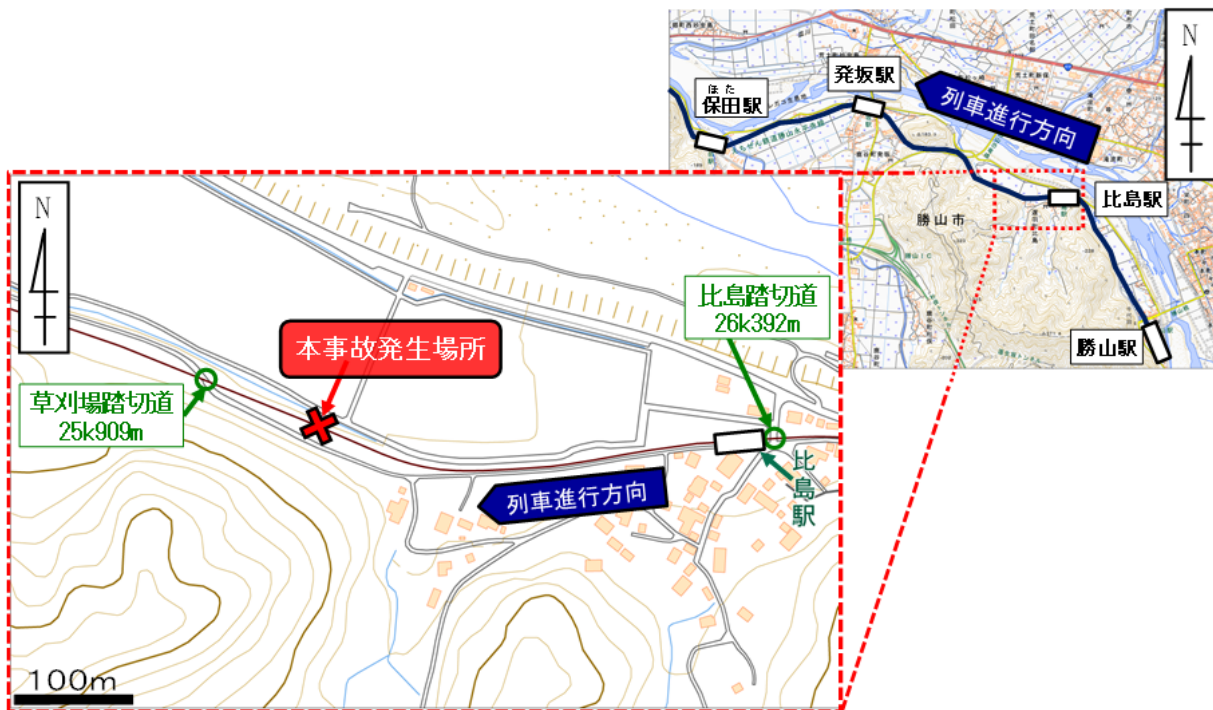 N
発坂駅
ほた
保田駅
列車進行方向
比島駅
勝山市
勝山駅
N
比島踏切道
26k392m
本事故発生場所
草刈場踏切道
25k909m
列車進行方向
比島駅
100m